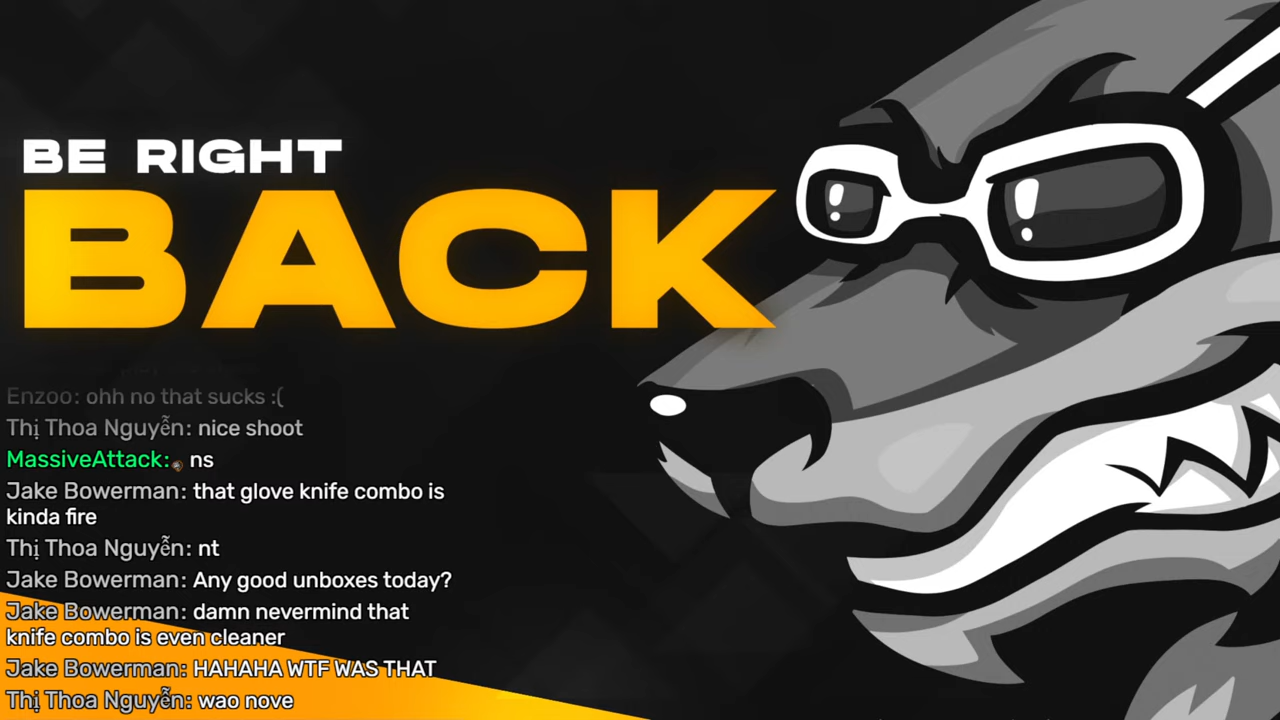 BE RIGHT
BACK
Enzoo: ohh no that sucks :(
Thị Thoa Nguyễn: nice shoot
MassiveAttack: ns
Jake Bowerman: that glove knife combo is
kinda fire
Thị Thoa Nguyễn: nt
Jake Bowerman: Any good unboxes today?
Jake Bowerman: damn nevermind that
knife combo is even cleaner
Jake Bowerman: HAHAHA WTF WAS THAT
Thị Thoa Nguyễn: wao nove